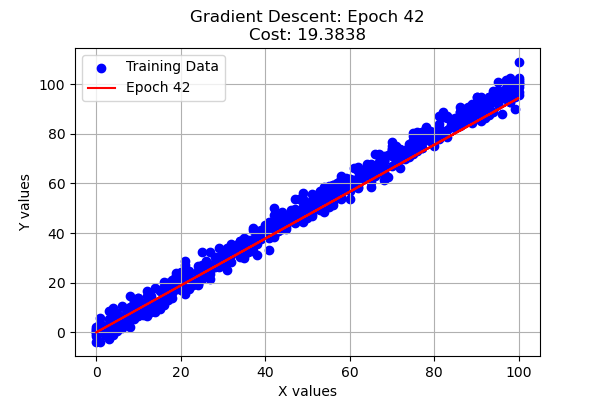 Gradient Descent: Epoch 42
Cost: 19.3838
Training Data
Epoch 42
Y values
100
80
60
40
20
0
0 20 40 60 80 100
X values